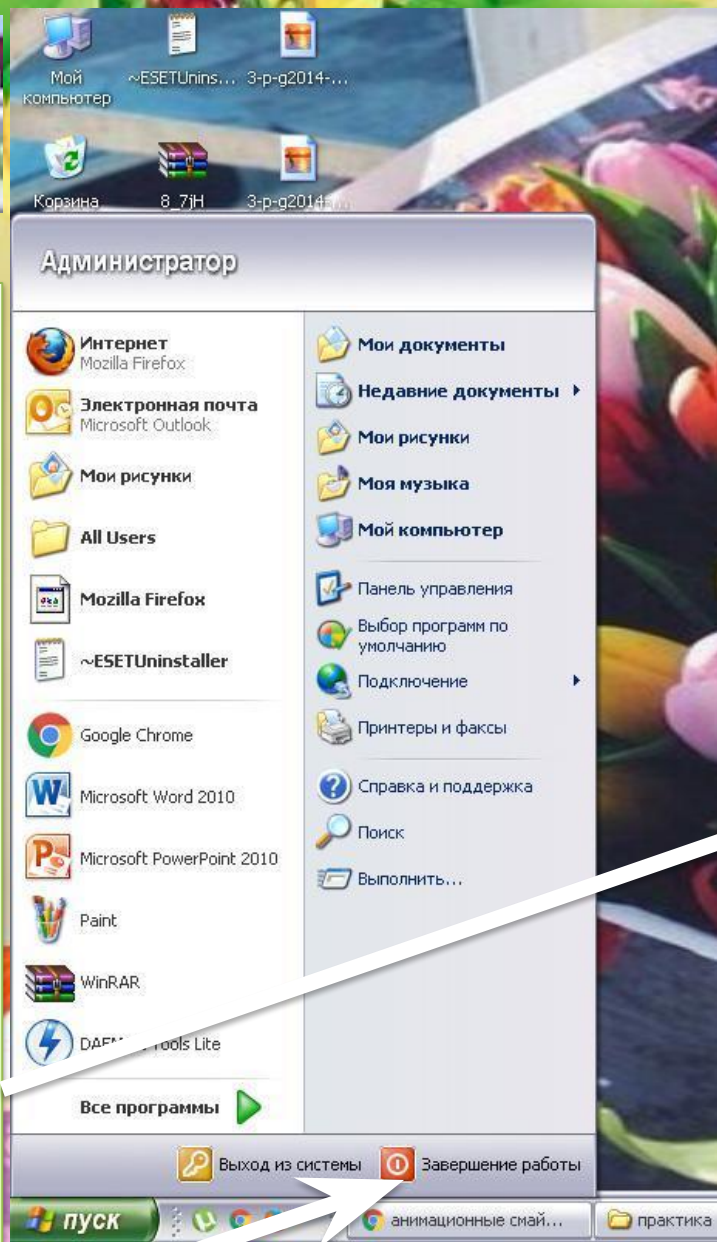 Мой
компьютер
~ESETUnins...
3-p-g2014-...
Корзина
8_7jH
3-p-g2014-...
Администратор
Интернет
Mozilla Firefox
Электронная почта
Microsoft Outlook
Мои рисунки
All Users
Mozilla Firefox
~ESETUninstaller
Google Chrome
Microsoft Word 2010
Microsoft PowerPoint 2010
Paint
WinRAR
Tools Lite
Все программы
Мои документы
Недавние документы
Мои рисунки
Моя музыка
Мой компьютер
Панель управления
Выбор программ по
умолчанию
Подключение
Принтеры и факсы
Справка и поддержка
Поиск
Выполнить...
Выход из системы
Завершение работы
пуск
анимационные смай...
практика